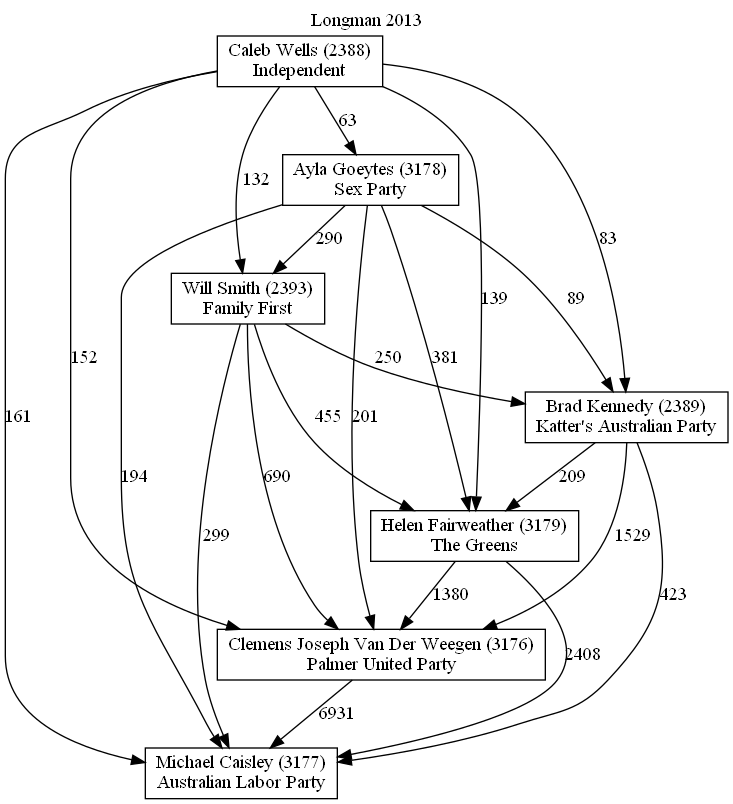 Longman 2013
Caleb Wells (2388)
Independent
63
Ayla Goeytes (3178)
Sex Party
132
290
83
Will Smith (2393)
Family First
139
89
152
250
381
161
455
201
Brad Kennedy (2389)
Katter's Australian Party
194
690
209
299
Helen Fairweather (3179)
The Greens
1529
1380
423
Clemens Joseph Van Der Weegen (3176)
Palmer United Party
2408
6931
Michael Caisley (3177)
Australian Labor Party